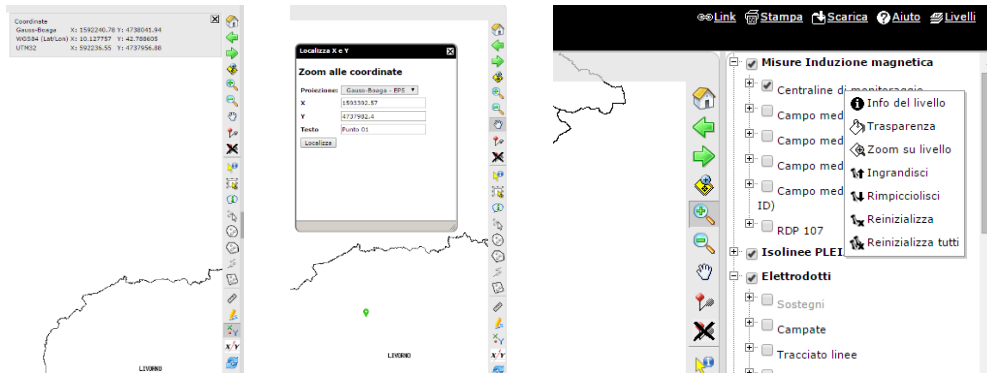 Coordinate
Gauss-Boaga X: 1592240.78 Y: 4738041.94
WGS84 (Lat/Lon) X: 10.127757 Y: 42.788605
UTM32 X: 592236.55 Y: 4737956.88
LIVORNO
Localizza X e Y
Zoom alle coordinate
Proiezione: Gauso-Boaga - EPS
X 1593392.57
Y 4737982.4
Testo Punto 01
Localizza
LIVORNO
Link Stampa Scarica Aiuto Livelli
Misure Induzione magnetica
Centraline di monitoraggio
Campo med
Campo med
Campo med
Campo med
ID)
RDP 107
Isolinee PLEI
Elettrodotti
Sostegni
Campate
Tracciato linee
Info del livello
Trasparenza
Zoom su livello
Ingrandisci
Rimpicciolisci
Reinizializza
Reinizializza tutti